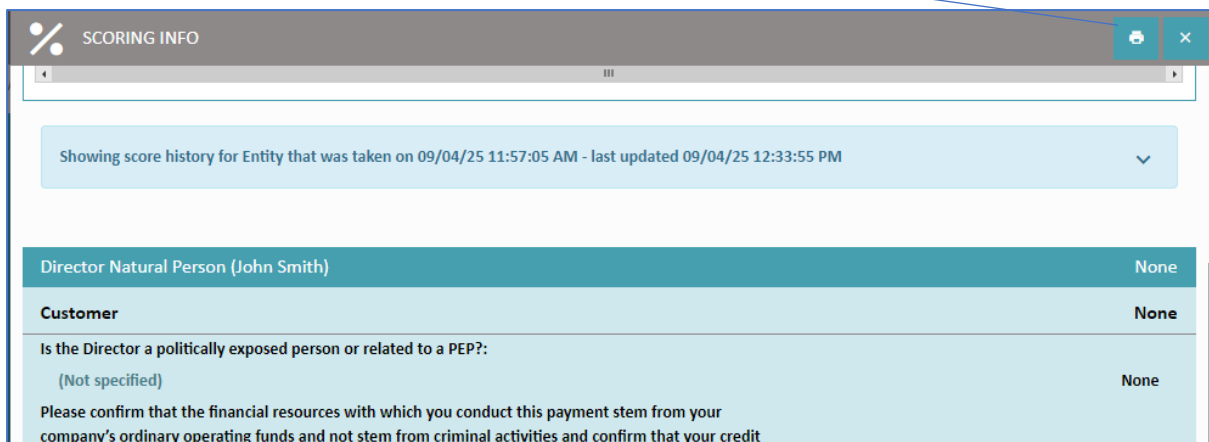 SCORING INFO
Showing score history for Entity that was taken on 09/04/25 11:57:05 AM - last updated 09/04/25 12:33:55 PM
Director Natural Person (John Smith) None
Customer None
Is the Director a politically exposed person or related to a PEP?:
(Not specified) None
Please confirm that the financial resources with which you conduct this payment stem from your
company's ordinary operating funds and not stem from criminal activities and confirm that your credit